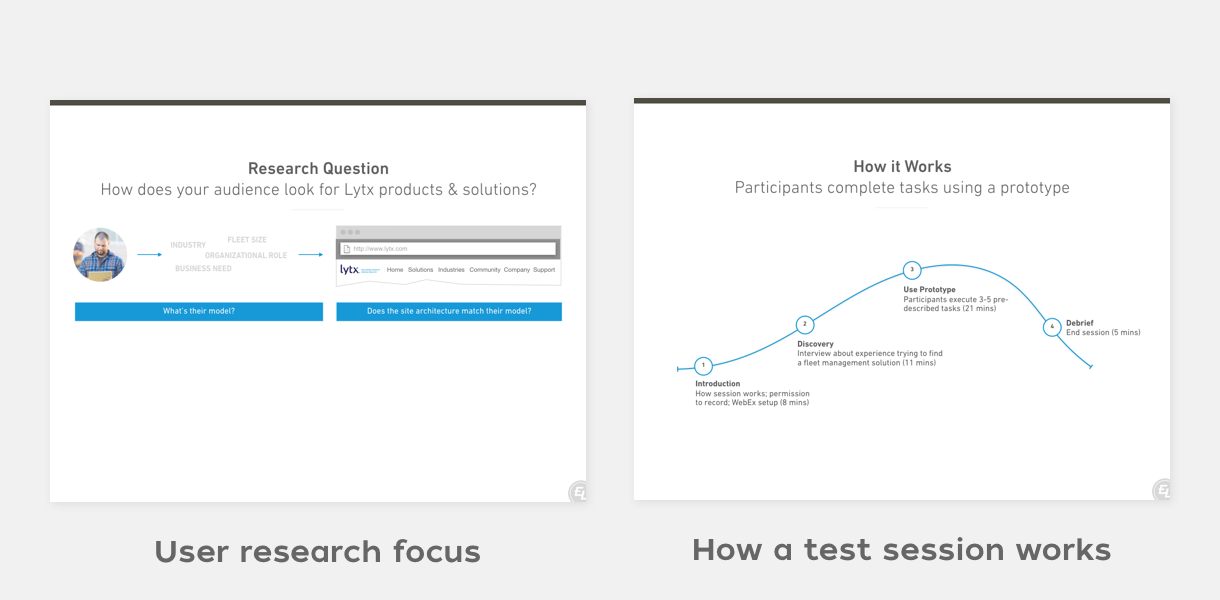 Research Question
How does your audience look for Lytx products & solutions?
INDUSTRY
FLEET SIZE
ORGANIZATIONAL ROLE
BUSINESS NEED
http://www.lytx.com
lytx
Home Solutions Industries Community Company Support
What's their model?
Does the site architecture match their model?
EL
User research focus
How it Works
Participants complete tasks using a prototype
1
Introduction
How session works; permission
to record; WebEx setup (8 mins)
2
Discovery
Interview about experience trying to find
a fleet management solution (11 mins)
3
Use Prototype
Participants execute 3-5 pre-
described tasks (21 mins)
4
Debrief
End session (5 mins)
EL
How a test session works